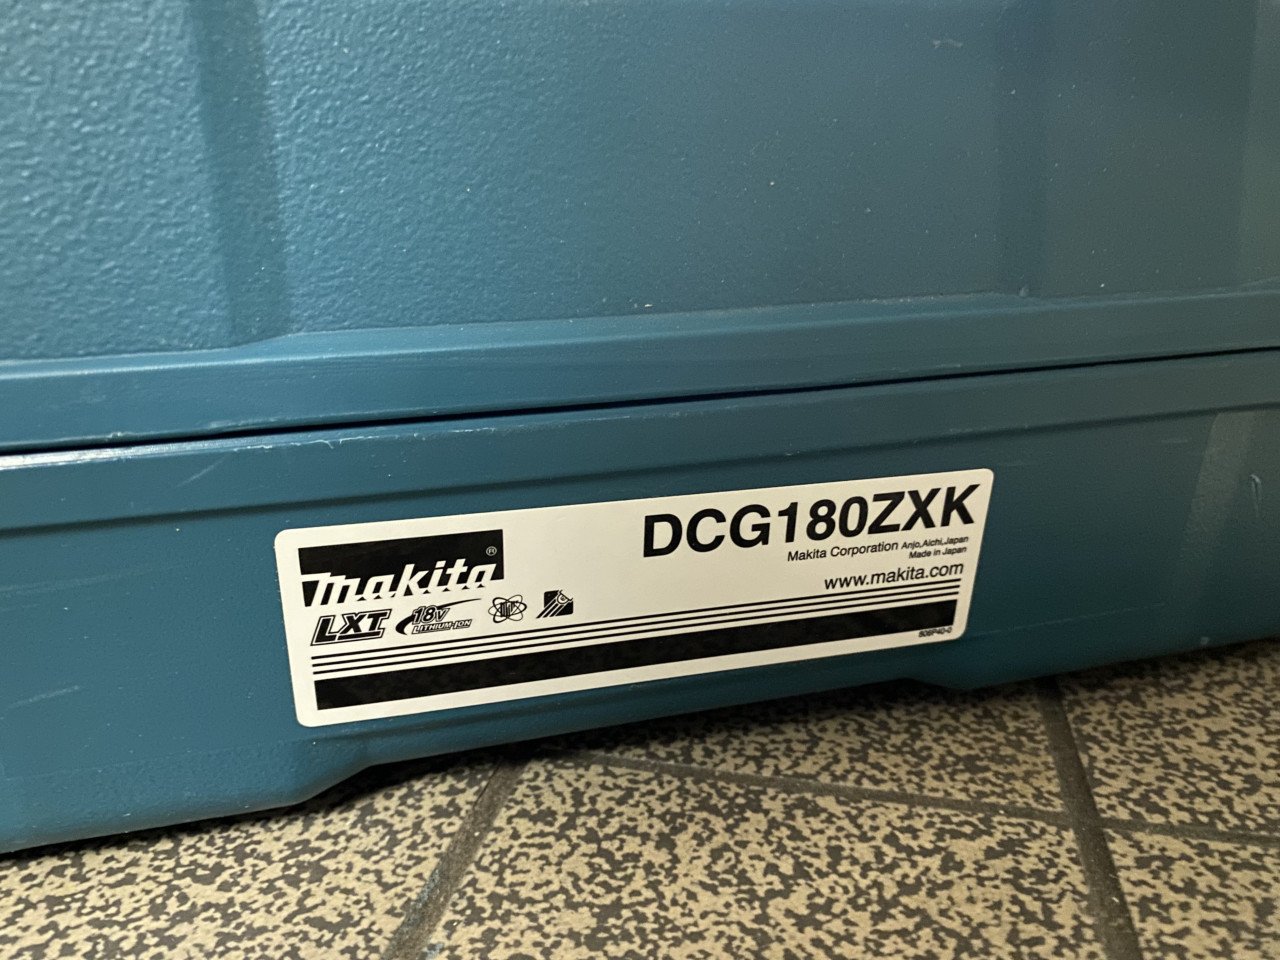 makita®
LXT
18V
LITHIUM-ION
DCG180ZXK
Makita Corporation Anjo,Aichi,Japan
Made in Japan
www.makita.com